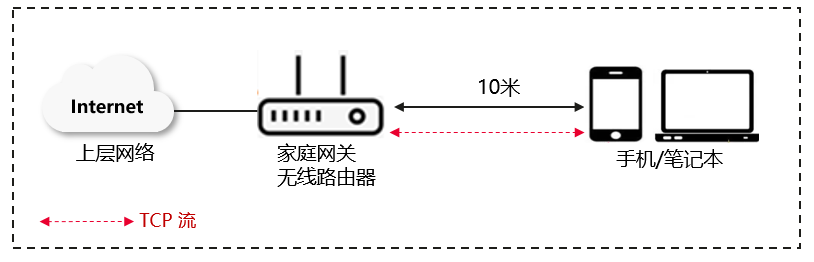 10米
Internet
上层网络
家庭网关
无线路由器
手机/笔记本
TCP 流